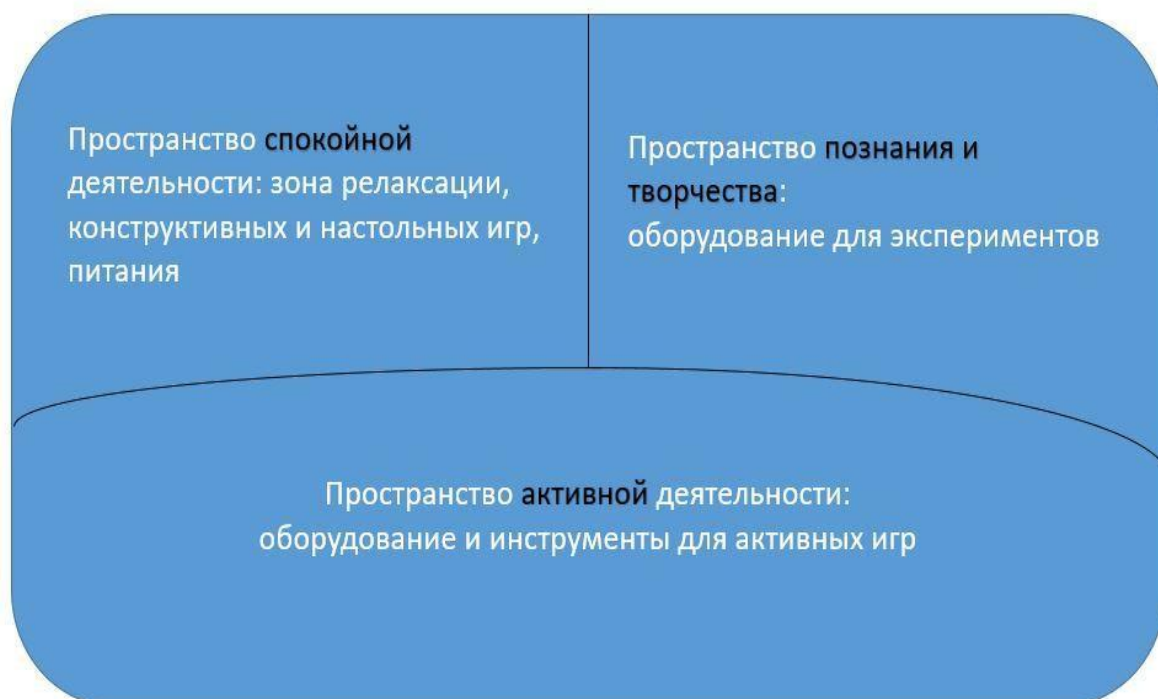 Пространство спокойной
деятельности: зона релаксации,
конструктивных и настольных игр,
питания
Пространство познания и
творчества:
оборудование для экспериментов
Пространство активной деятельности:
оборудование и инструменты для активных игр